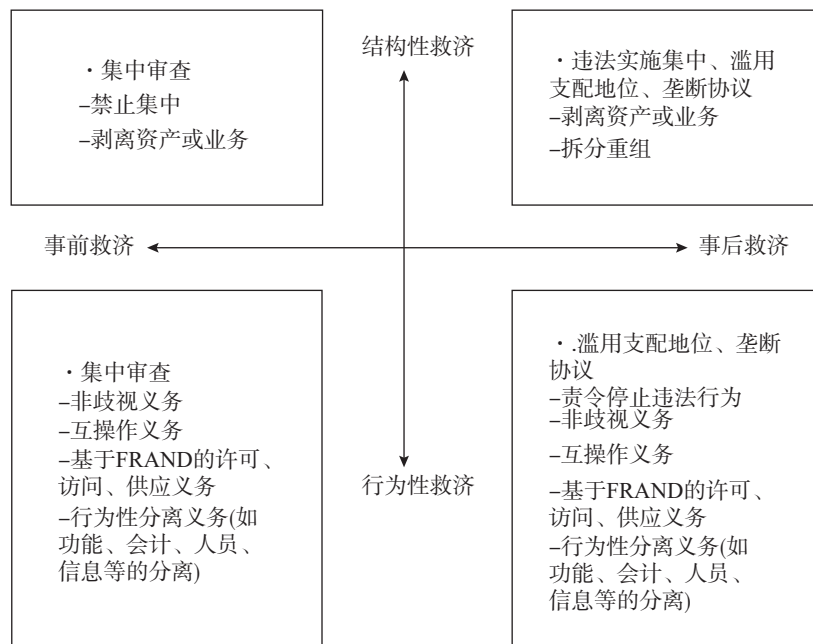 结构性救济
· 集中审查
–禁止集中
–剥离资产或业务
· 违法实施集中、滥用
支配地位、垄断协议
–剥离资产或业务
–拆分重组
事前救济
事后救济
· 集中审查
–非歧视义务
–互操作义务
–基于FRAND的许可、
访问、供应义务
–行为性分离义务(如
功能、会计、人员、
信息等的分离)
行为性救济
· .滥用支配地位、垄断
协议
–责令停止违法行为
–非歧视义务
–互操作义务
–基于FRAND的许可、
访问、供应义务
–行为性分离义务(如
功能、会计、人员、
信息等的分离)